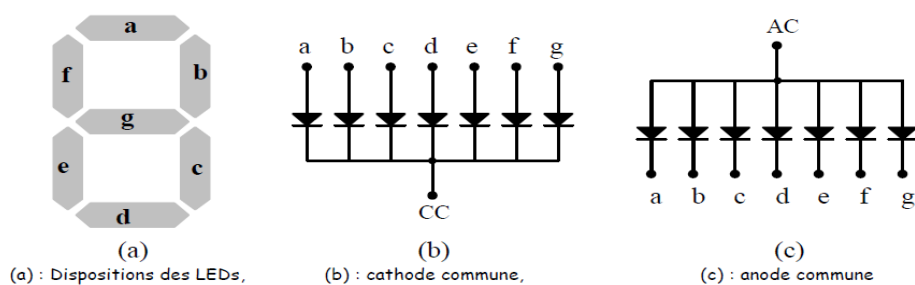 a
f
b
g
e
c
d
(a)
(a) : Dispositions des LEDs,
a b c d e f g
CC
(b)
(b) : cathode commune,
AC
a b c d e f g
(c)
(c) : anode commune